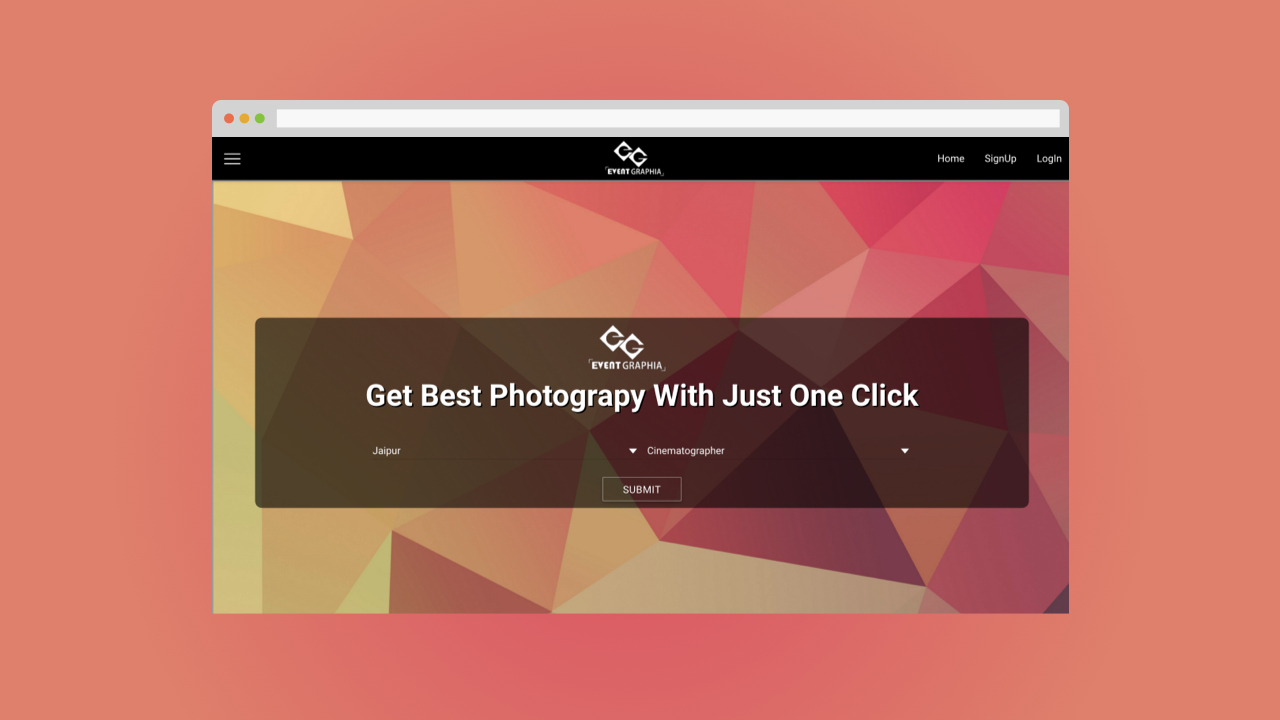 EVENT GRAPHIA
Home SignUp LogIn
EVENT GRAPHIA
Get Best Photograpy With Just One Click
Jaipur Cinematographer
SUBMIT